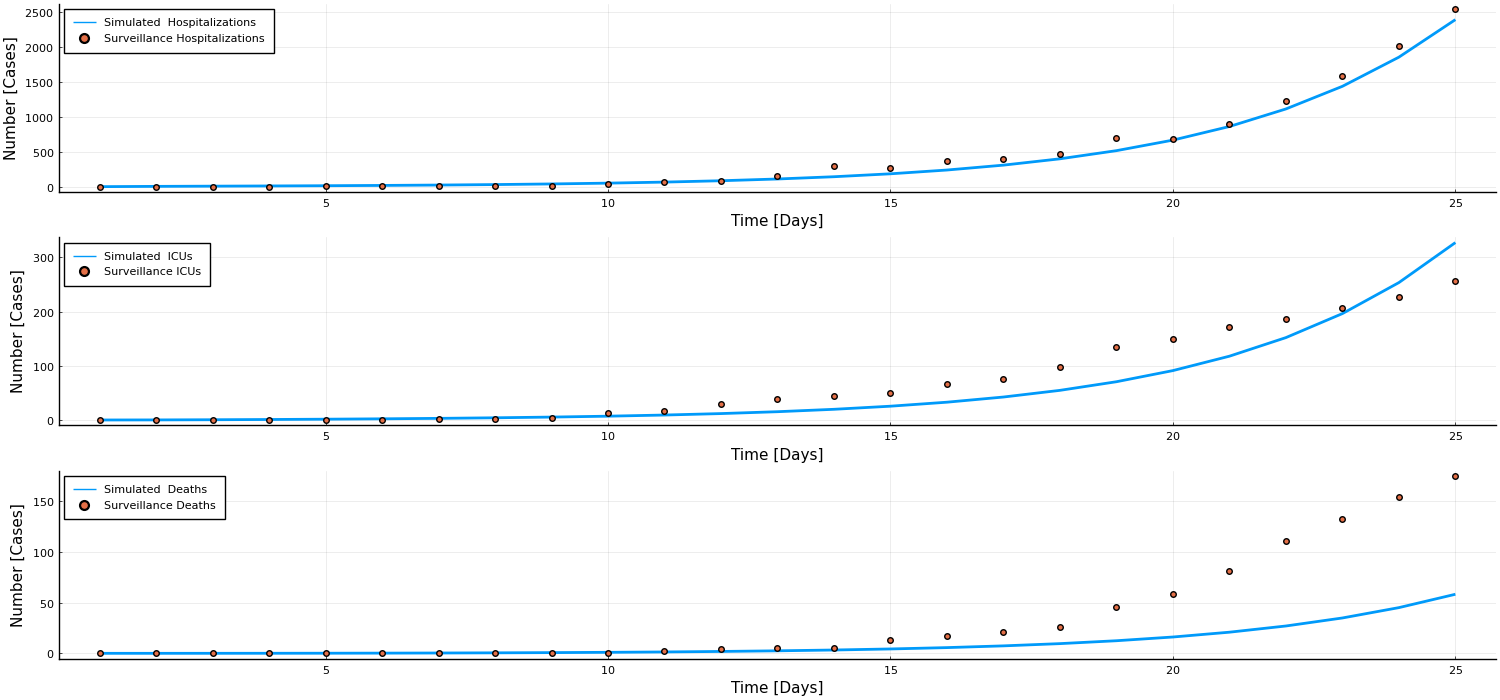 2500
2000
1500
1000
500
0
Number [Cases]
Simulated  Hospitalizations
Surveillance Hospitalizations
5 10 15 20 25
Time [Days]
300
200
100
0
Number [Cases]
Simulated  ICUs
Surveillance ICUs
5 10 15 20 25
Time [Days]
150
100
50
0
Number [Cases]
Simulated  Deaths
Surveillance Deaths
5 10 15 20 25
Time [Days]